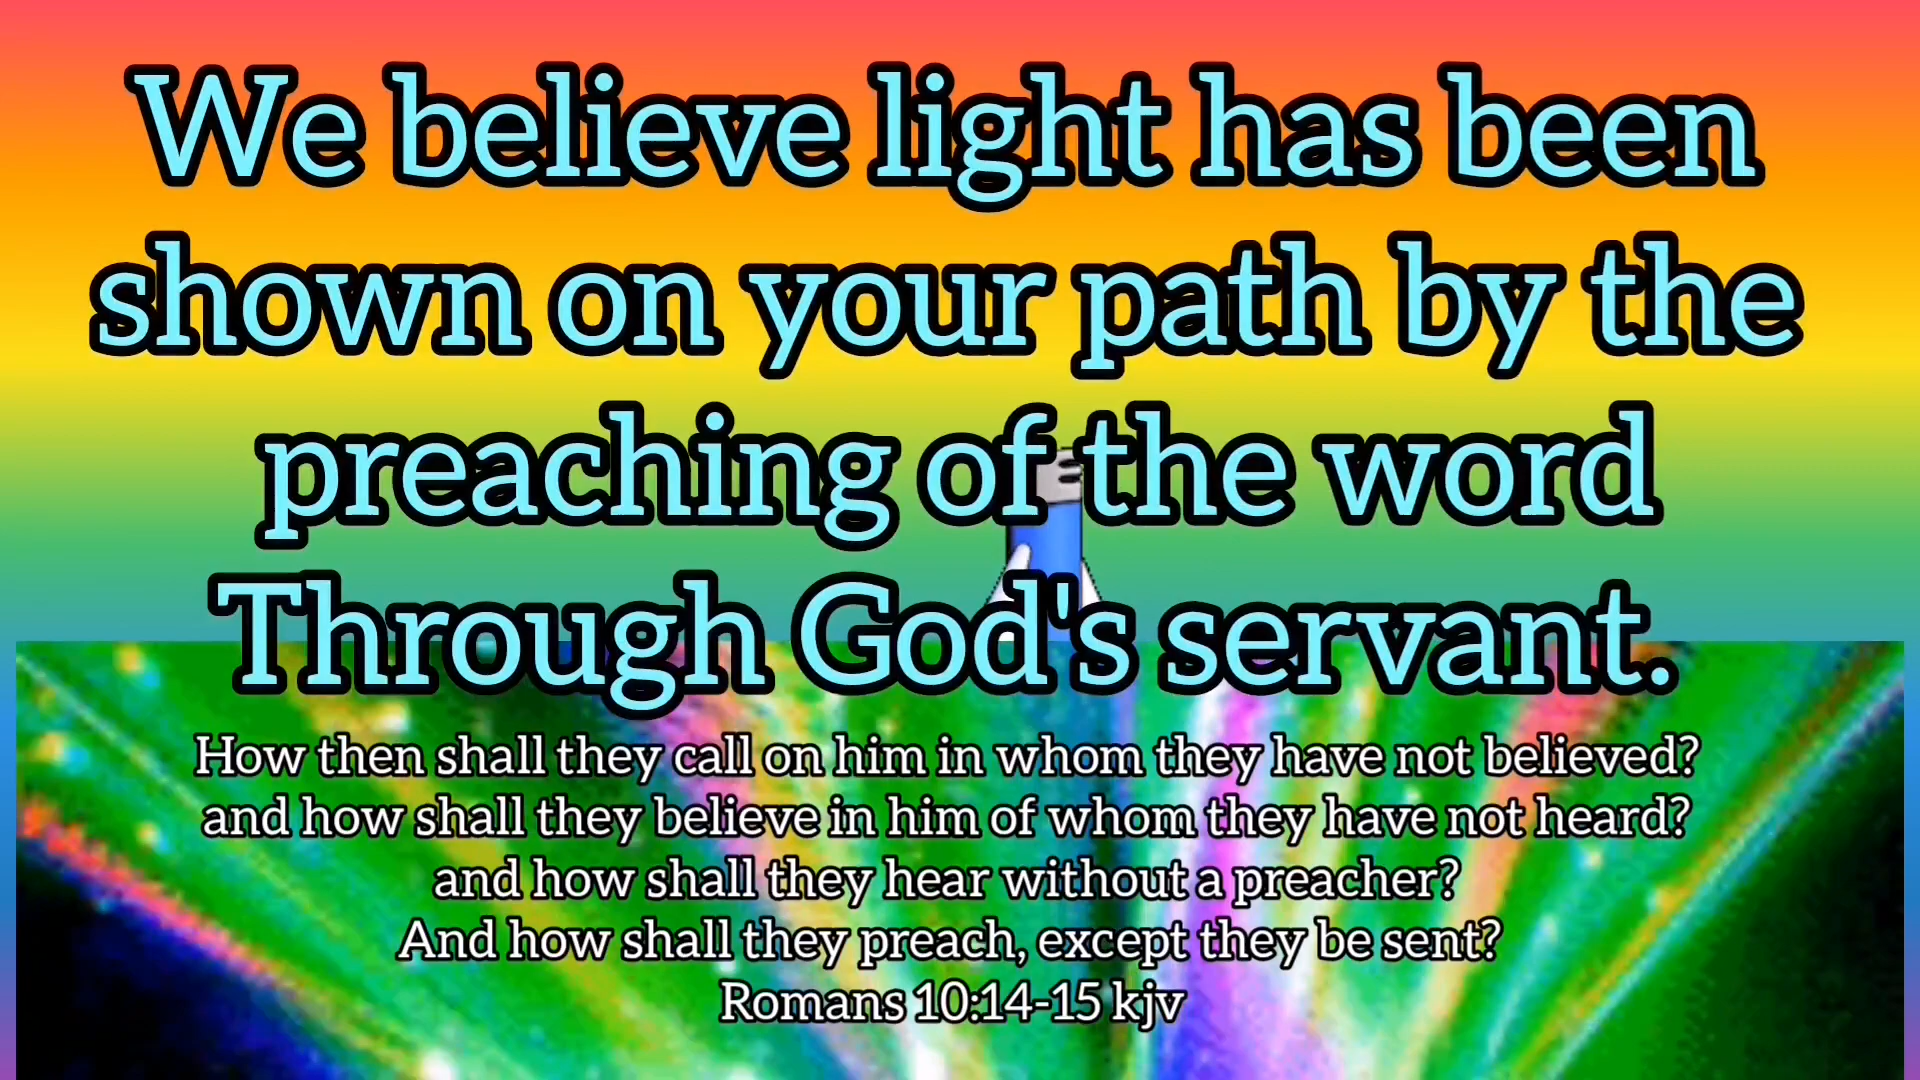 We believe light has been
shown on your path by the
preaching of the word
Through God's servant.
How then shall they call on him in whom they have not believed?
and how shall they believe in him of whom they have not heard?
and how shall they hear without a preacher?
And how shall they preach, except they be sent?
Romans 10:14-15 kjv